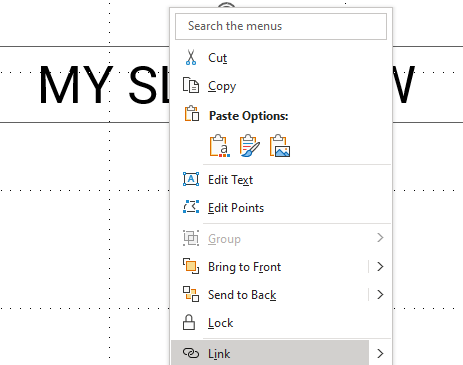 Search the menus
MY SL
W
Cut
Copy
Paste Options:
a
Edit Text
Edit Points
Group
Bring to Front
Send to Back
Lock
Link